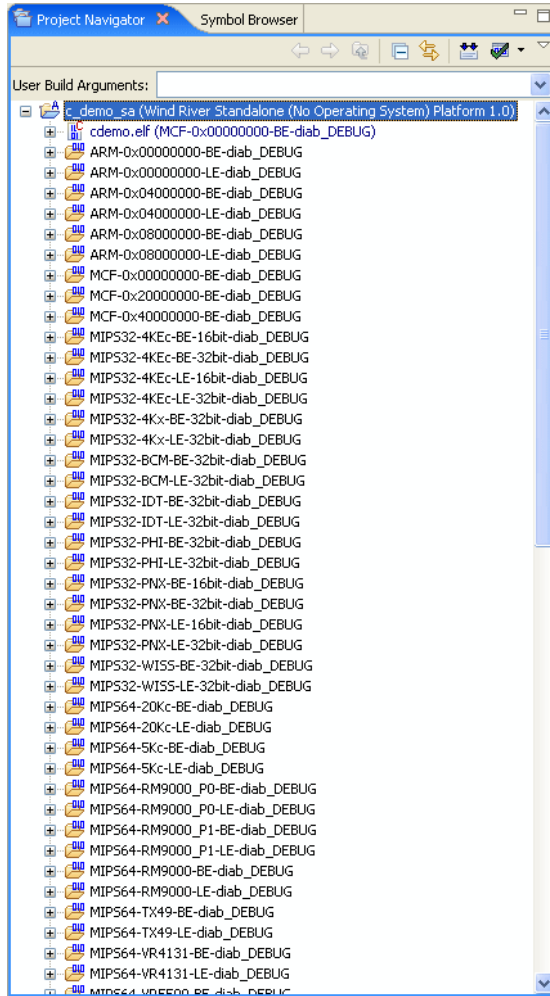 Project Navigator Symbol Browser
User Build Arguments:
c_demo_sa (Wind River Standalone (No Operating System) Platform 1.0)
cdemo.elf (MCF-0x00000000-BE-diab_DEBUG)
ARM-0x00000000-BE-diab_DEBUG
ARM-0x00000000-LE-diab_DEBUG
ARM-0x04000000-BE-diab_DEBUG
ARM-0x04000000-LE-diab_DEBUG
ARM-0x08000000-BE-diab_DEBUG
ARM-0x08000000-LE-diab_DEBUG
MCF-0x00000000-BE-diab_DEBUG
MCF-0x20000000-BE-diab_DEBUG
MCF-0x40000000-BE-diab_DEBUG
MIPS32-4KEc-BE-16bit-diab_DEBUG
MIPS32-4KEc-BE-32bit-diab_DEBUG
MIPS32-4KEc-LE-16bit-diab_DEBUG
MIPS32-4KEc-LE-32bit-diab_DEBUG
MIPS32-4Kx-BE-32bit-diab_DEBUG
MIPS32-4Kx-LE-32bit-diab_DEBUG
MIPS32-BCM-BE-32bit-diab_DEBUG
MIPS32-BCM-LE-32bit-diab_DEBUG
MIPS32-IDT-BE-32bit-diab_DEBUG
MIPS32-IDT-LE-32bit-diab_DEBUG
MIPS32-PHI-BE-32bit-diab_DEBUG
MIPS32-PHI-LE-32bit-diab_DEBUG
MIPS32-PNX-BE-16bit-diab_DEBUG
MIPS32-PNX-BE-32bit-diab_DEBUG
MIPS32-PNX-LE-16bit-diab_DEBUG
MIPS32-PNX-LE-32bit-diab_DEBUG
MIPS32-WISS-BE-32bit-diab_DEBUG
MIPS32-WISS-LE-32bit-diab_DEBUG
MIPS64-20Kc-BE-diab_DEBUG
MIPS64-20Kc-LE-diab_DEBUG
MIPS64-5Kc-BE-diab_DEBUG
MIPS64-5Kc-LE-diab_DEBUG
MIPS64-RM9000_P0-BE-diab_DEBUG
MIPS64-RM9000_P0-LE-diab_DEBUG
MIPS64-RM9000_P1-BE-diab_DEBUG
MIPS64-RM9000_P1-LE-diab_DEBUG
MIPS64-RM9000-BE-diab_DEBUG
MIPS64-RM9000-LE-diab_DEBUG
MIPS64-TX49-BE-diab_DEBUG
MIPS64-TX49-LE-diab_DEBUG
MIPS64-VR4131-BE-diab_DEBUG
MIPS64-VR4131-LE-diab_DEBUG